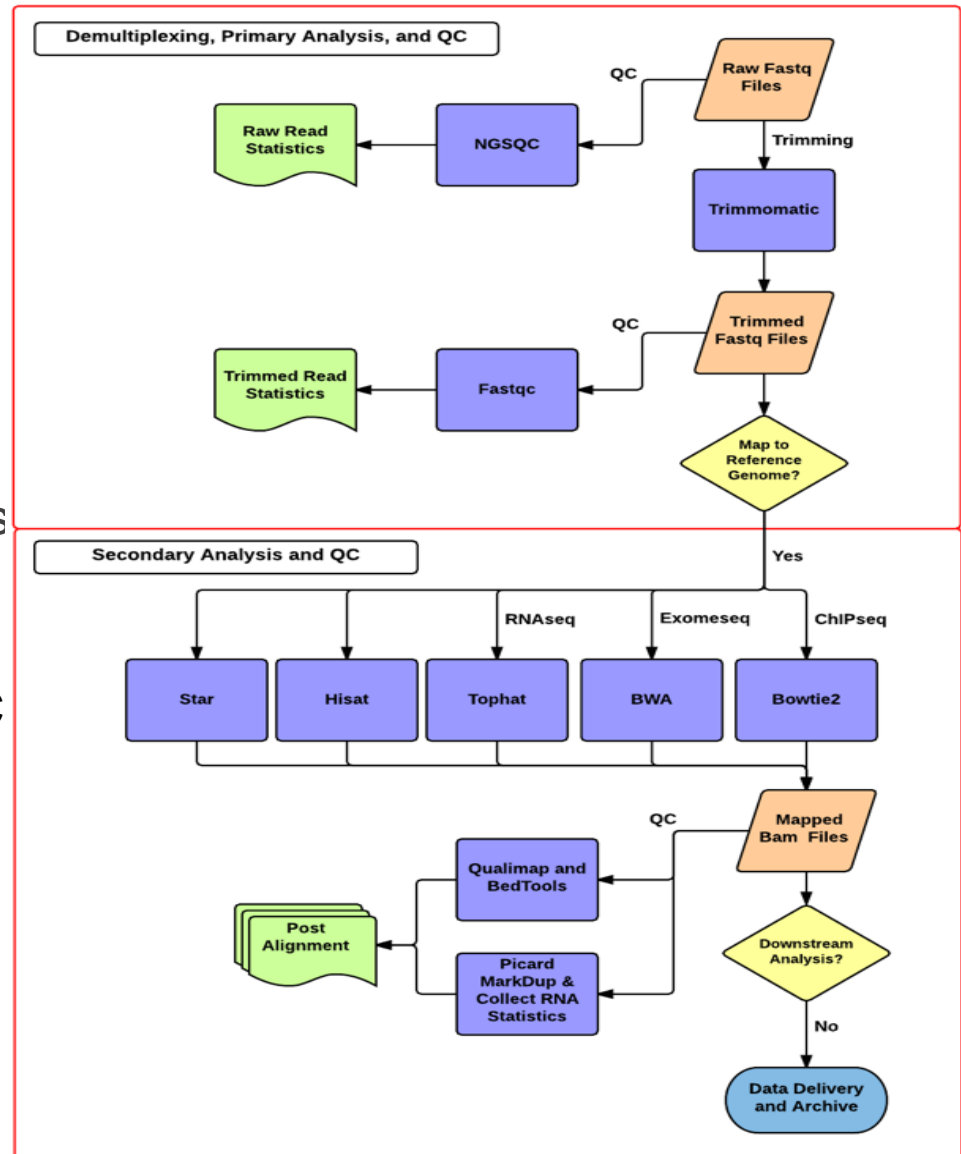 Demultiplexing, Primary Analysis, and QC
Raw Fastq
Files
QC
Trimming
Raw Read
Statistics
NGSQC
Trimmomatic
Trimmed
Fastq Files
QC
Trimmed Read
Statistics
Fastqc
Map to
Reference
Genome?
Secondary Analysis and QC
Yes
RNAseq
Exomeseq
ChIPseq
Star
Hisat
Tophat
BWA
Bowtie2
Mapped
Bam Files
QC
Qualimap and
BedTools
Post
Alignment
Picard
MarkDup &
Collect RNA
Statistics
Downstream
Analysis?
No
Data Delivery
and Archive